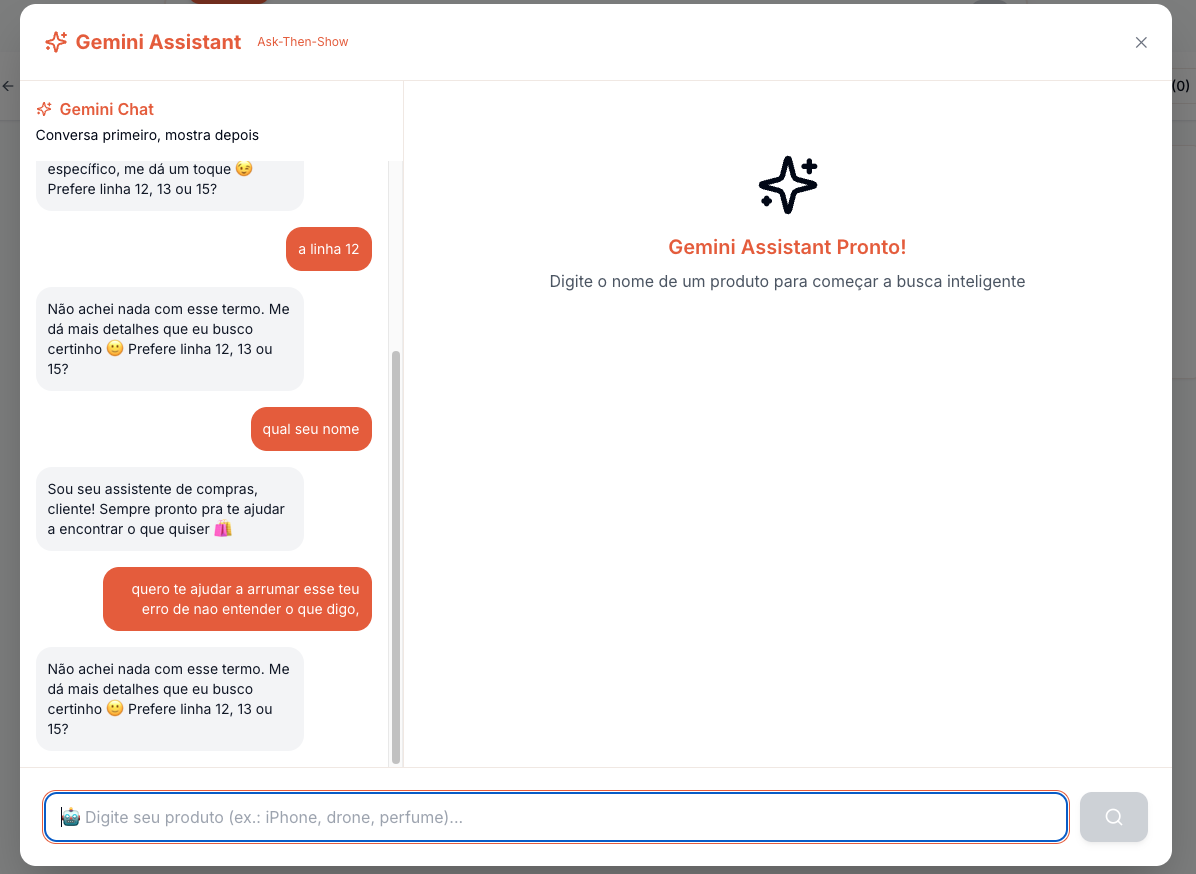 Gemini Assistant Ask-Then-Show
(0)
Gemini Chat
Conversa primeiro, mostra depois
específico, me dá um toque 😉
Prefere linha 12, 13 ou 15?
a linha 12
Não achei nada com esse termo. Me
dá mais detalhes que eu busco
certinho 🙂 Prefere linha 12, 13 ou
15?
qual seu nome
Sou seu assistente de compras,
cliente! Sempre pronto pra te ajudar
a encontrar o que quiser 🛍️
quero te ajudar a arrumar esse teu
erro de nao entender o que digo,
Não achei nada com esse termo. Me
dá mais detalhes que eu busco
certinho 🙂 Prefere linha 12, 13 ou
15?
Gemini Assistant Pronto!
Digite o nome de um produto para começar a busca inteligente
🤖 Digite seu produto (ex.: iPhone, drone, perfume)...